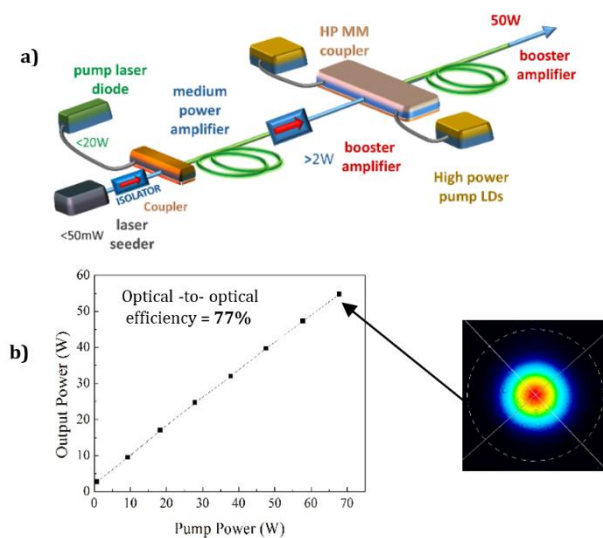 a)
50W
HP MM
coupler
booster
amplifier
pump laser
diode
medium
power
amplifier
<20W
>2W
booster
amplifier
High power
pump LDs
ISOLATOR
Coupler
<50mW
laser
seeder
b)
Optical -to- optical
efficiency = 77%
Output Power (W)
60
50
40
30
20
10
0
0 10 20 30 40 50 60 70
Pump Power (W)